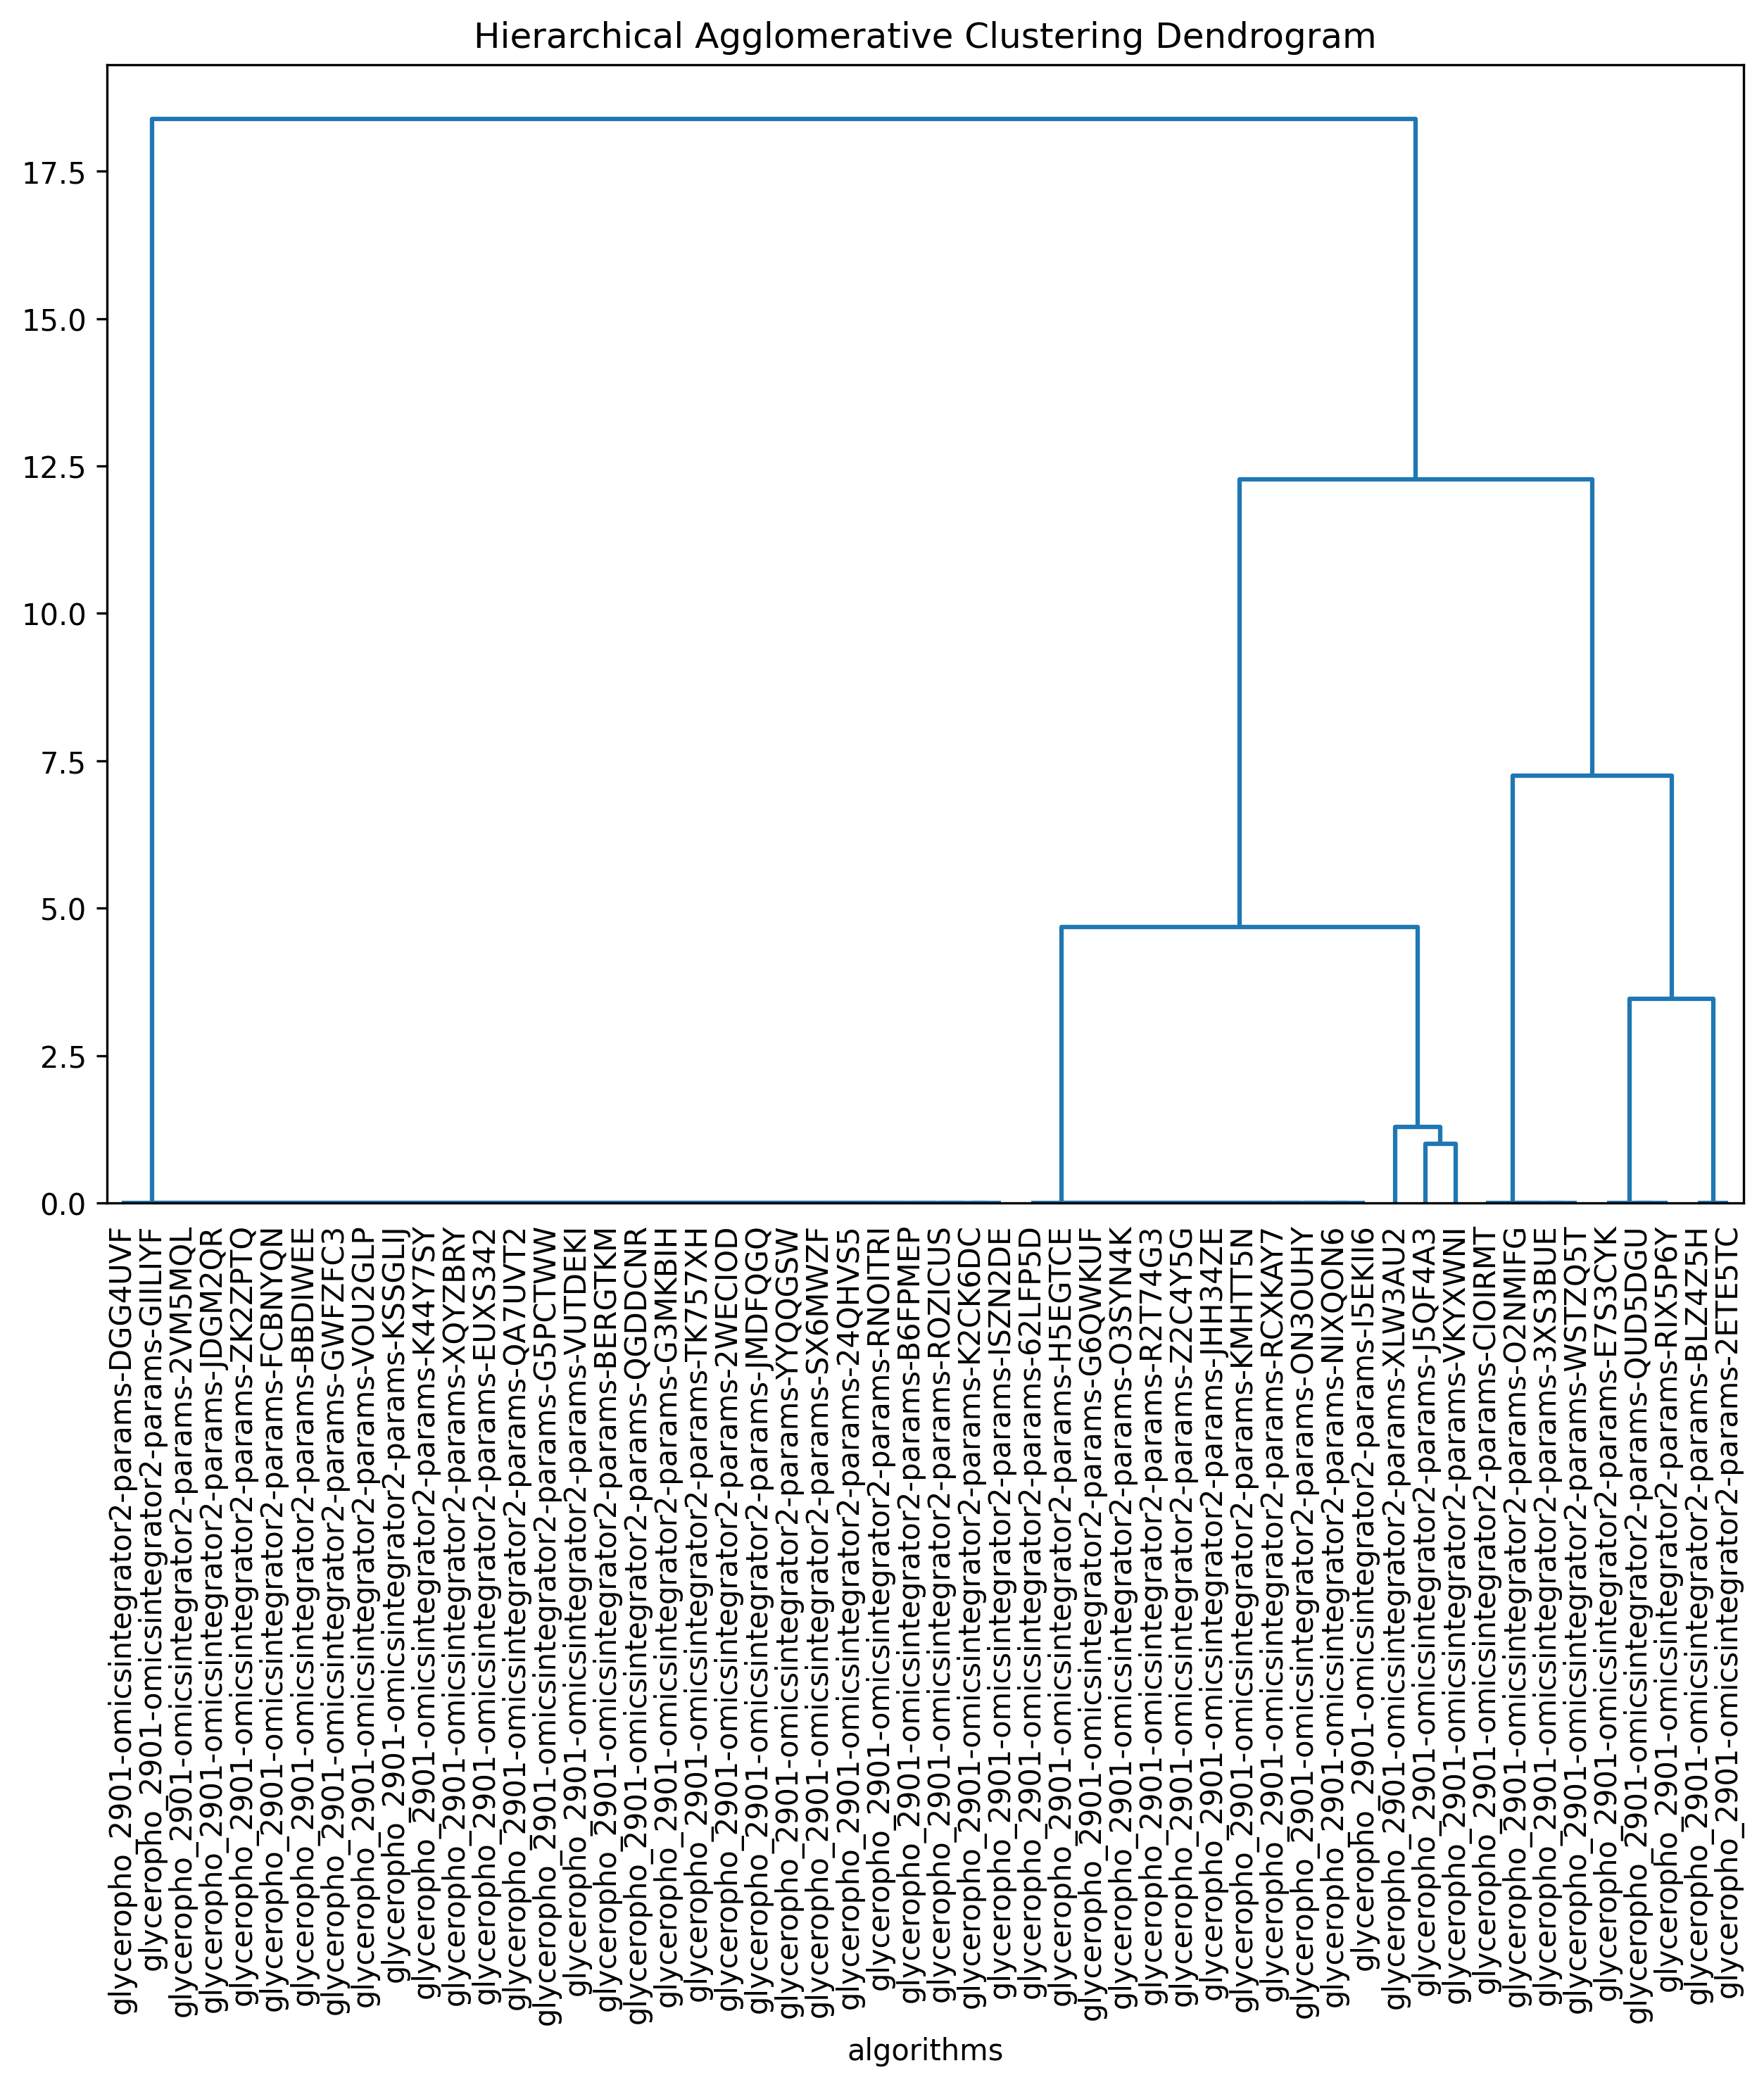 Hierarchical Agglomerative Clustering Dendrogram
17.5
15.0
12.5
10.0
7.5
5.0
2.5
0.0
glyceropho_2901-omicsintegrator2-params-DGG4UVF
glyceropho_2901-omicsintegrator2-params-GIILIYF
glyceropho_2901-omicsintegrator2-params-2VM5MQL
glyceropho_2901-omicsintegrator2-params-JDGM2QR
glyceropho_2901-omicsintegrator2-params-ZK2ZPTQ
glyceropho_2901-omicsintegrator2-params-FCBNYQN
glyceropho_2901-omicsintegrator2-params-BBDIWEE
glyceropho_2901-omicsintegrator2-params-GWFZFC3
glyceropho_2901-omicsintegrator2-params-VOU2GLP
glyceropho_2901-omicsintegrator2-params-KSSGLIJ
glyceropho_2901-omicsintegrator2-params-K44Y7SY
glyceropho_2901-omicsintegrator2-params-XQYZBRY
glyceropho_2901-omicsintegrator2-params-EUXS342
glyceropho_2901-omicsintegrator2-params-QA7UVT2
glyceropho_2901-omicsintegrator2-params-G5PCTWW
glyceropho_2901-omicsintegrator2-params-VUTDEKI
glyceropho_2901-omicsintegrator2-params-BERGTKM
glyceropho_2901-omicsintegrator2-params-QGDDCNR
glyceropho_2901-omicsintegrator2-params-G3MKBIH
glyceropho_2901-omicsintegrator2-params-TK757XH
glyceropho_2901-omicsintegrator2-params-2WECIOD
glyceropho_2901-omicsintegrator2-params-JMDFQGQ
glyceropho_2901-omicsintegrator2-params-YYQQGSW
glyceropho_2901-omicsintegrator2-params-SX6MWZF
glyceropho_2901-omicsintegrator2-params-24QHVS5
glyceropho_2901-omicsintegrator2-params-RNOITRI
glyceropho_2901-omicsintegrator2-params-B6FPMEP
glyceropho_2901-omicsintegrator2-params-ROZICUS
glyceropho_2901-omicsintegrator2-params-K2CK6DC
glyceropho_2901-omicsintegrator2-params-ISZN2DE
glyceropho_2901-omicsintegrator2-params-62LFP5D
glyceropho_2901-omicsintegrator2-params-H5EGTCE
glyceropho_2901-omicsintegrator2-params-G6QWKUF
glyceropho_2901-omicsintegrator2-params-O3SYN4K
glyceropho_2901-omicsintegrator2-params-R2T74G3
glyceropho_2901-omicsintegrator2-params-Z2C4Y5G
glyceropho_2901-omicsintegrator2-params-JHH34ZE
glyceropho_2901-omicsintegrator2-params-KMHTT5N
glyceropho_2901-omicsintegrator2-params-RCXKAY7
glyceropho_2901-omicsintegrator2-params-ON3OUHY
glyceropho_2901-omicsintegrator2-params-NIXQON6
glyceropho_2901-omicsintegrator2-params-I5EKII6
glyceropho_2901-omicsintegrator2-params-XLW3AU2
glyceropho_2901-omicsintegrator2-params-J5QF4A3
glyceropho_2901-omicsintegrator2-params-VKYXWNI
glyceropho_2901-omicsintegrator2-params-CIOIRMT
glyceropho_2901-omicsintegrator2-params-O2NMIFG
glyceropho_2901-omicsintegrator2-params-3XS3BUE
glyceropho_2901-omicsintegrator2-params-WSTZQ5T
glyceropho_2901-omicsintegrator2-params-E7S3CYK
glyceropho_2901-omicsintegrator2-params-QUD5DGU
glyceropho_2901-omicsintegrator2-params-RIX5P6Y
glyceropho_2901-omicsintegrator2-params-BLZ4Z5H
glyceropho_2901-omicsintegrator2-params-2ETE5TC
algorithms